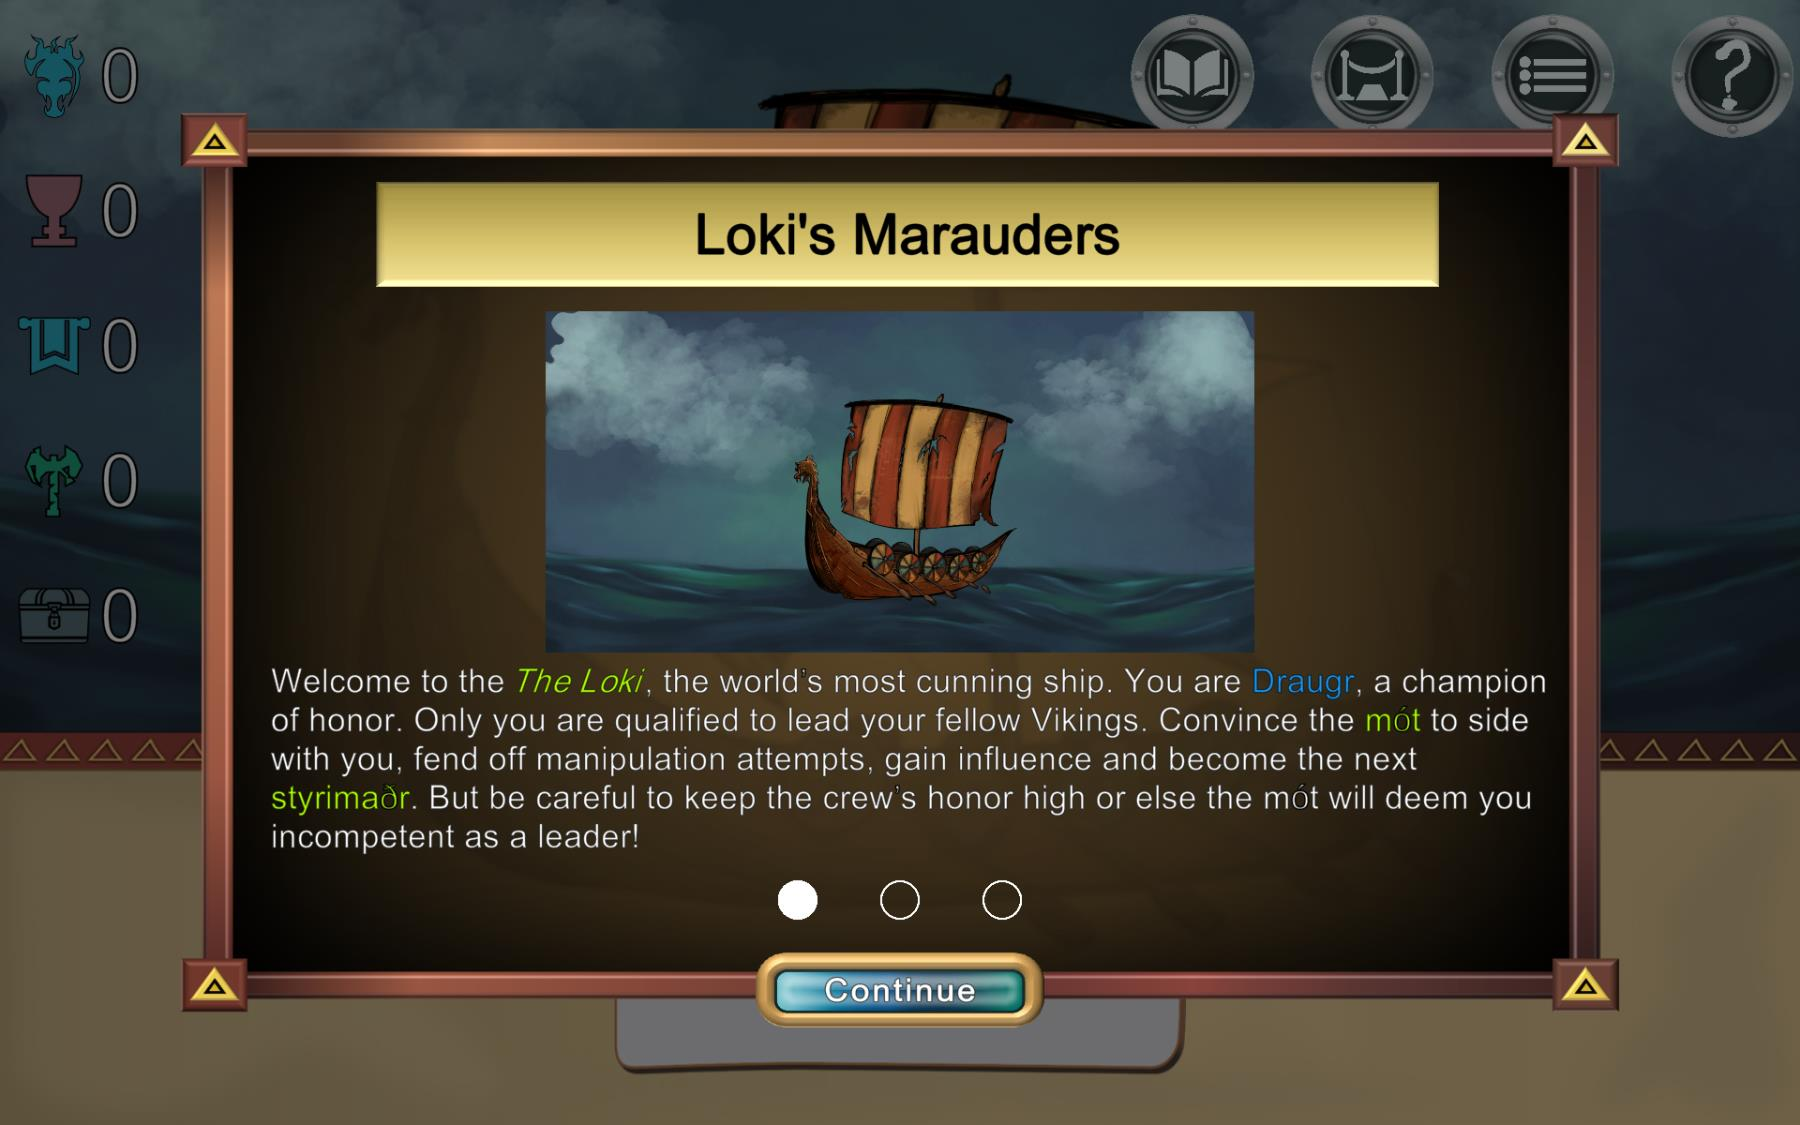 0
0
0
0
0
Loki's Marauders
Welcome to the The Loki, the world's most cunning ship. You are Draugr, a champion
of honor. Only you are qualified to lead your fellow Vikings. Convince the mót to side
with you, fend off manipulation attempts, gain influence and become the next
styrimaðr. But be careful to keep the crew's honor high or else the mót will deem you
incompetent as a leader!
Continue